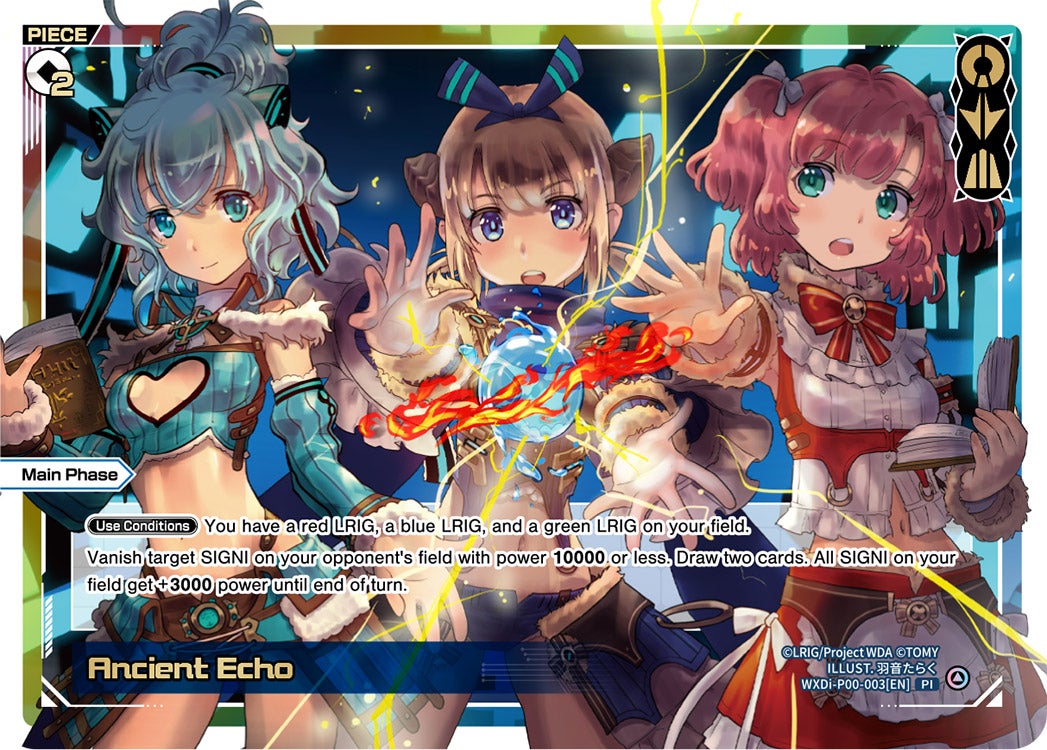 PIECE
2
Main Phase
Use Conditions You have a red LRIG, a blue LRIG, and a green LRIG on your field.
Vanish target SIGNI on your opponent's field with power 10000 or less. Draw two cards. All SIGNI on your
field get +3000 power until end of turn.
Ancient Echo
©LRIG/Project WDA ©TOMY
ILLUST. 羽音たらく
WXDi-P00-003[EN] PI